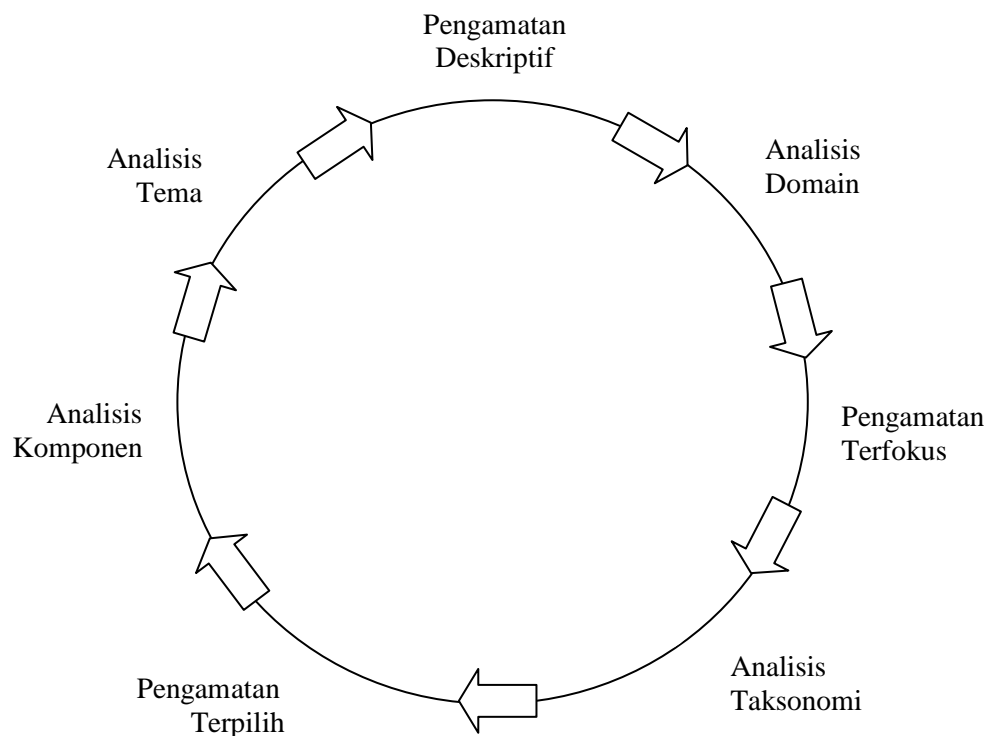 Pengamatan
Deskriptif
Analisis
Domain
Pengamatan
Terfokus
Analisis
Taksonomi
Pengamatan
Terpilih
Analisis
Komponen
Analisis
Tema